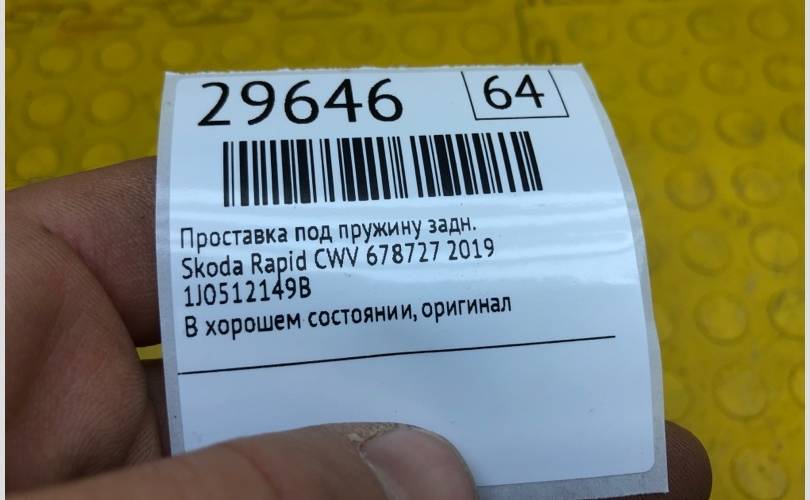 29646 64
Проставка под пружину задн.
Skoda Rapid CWV 678727 2019
1J0512149B
В хорошем состоянии, оригинал